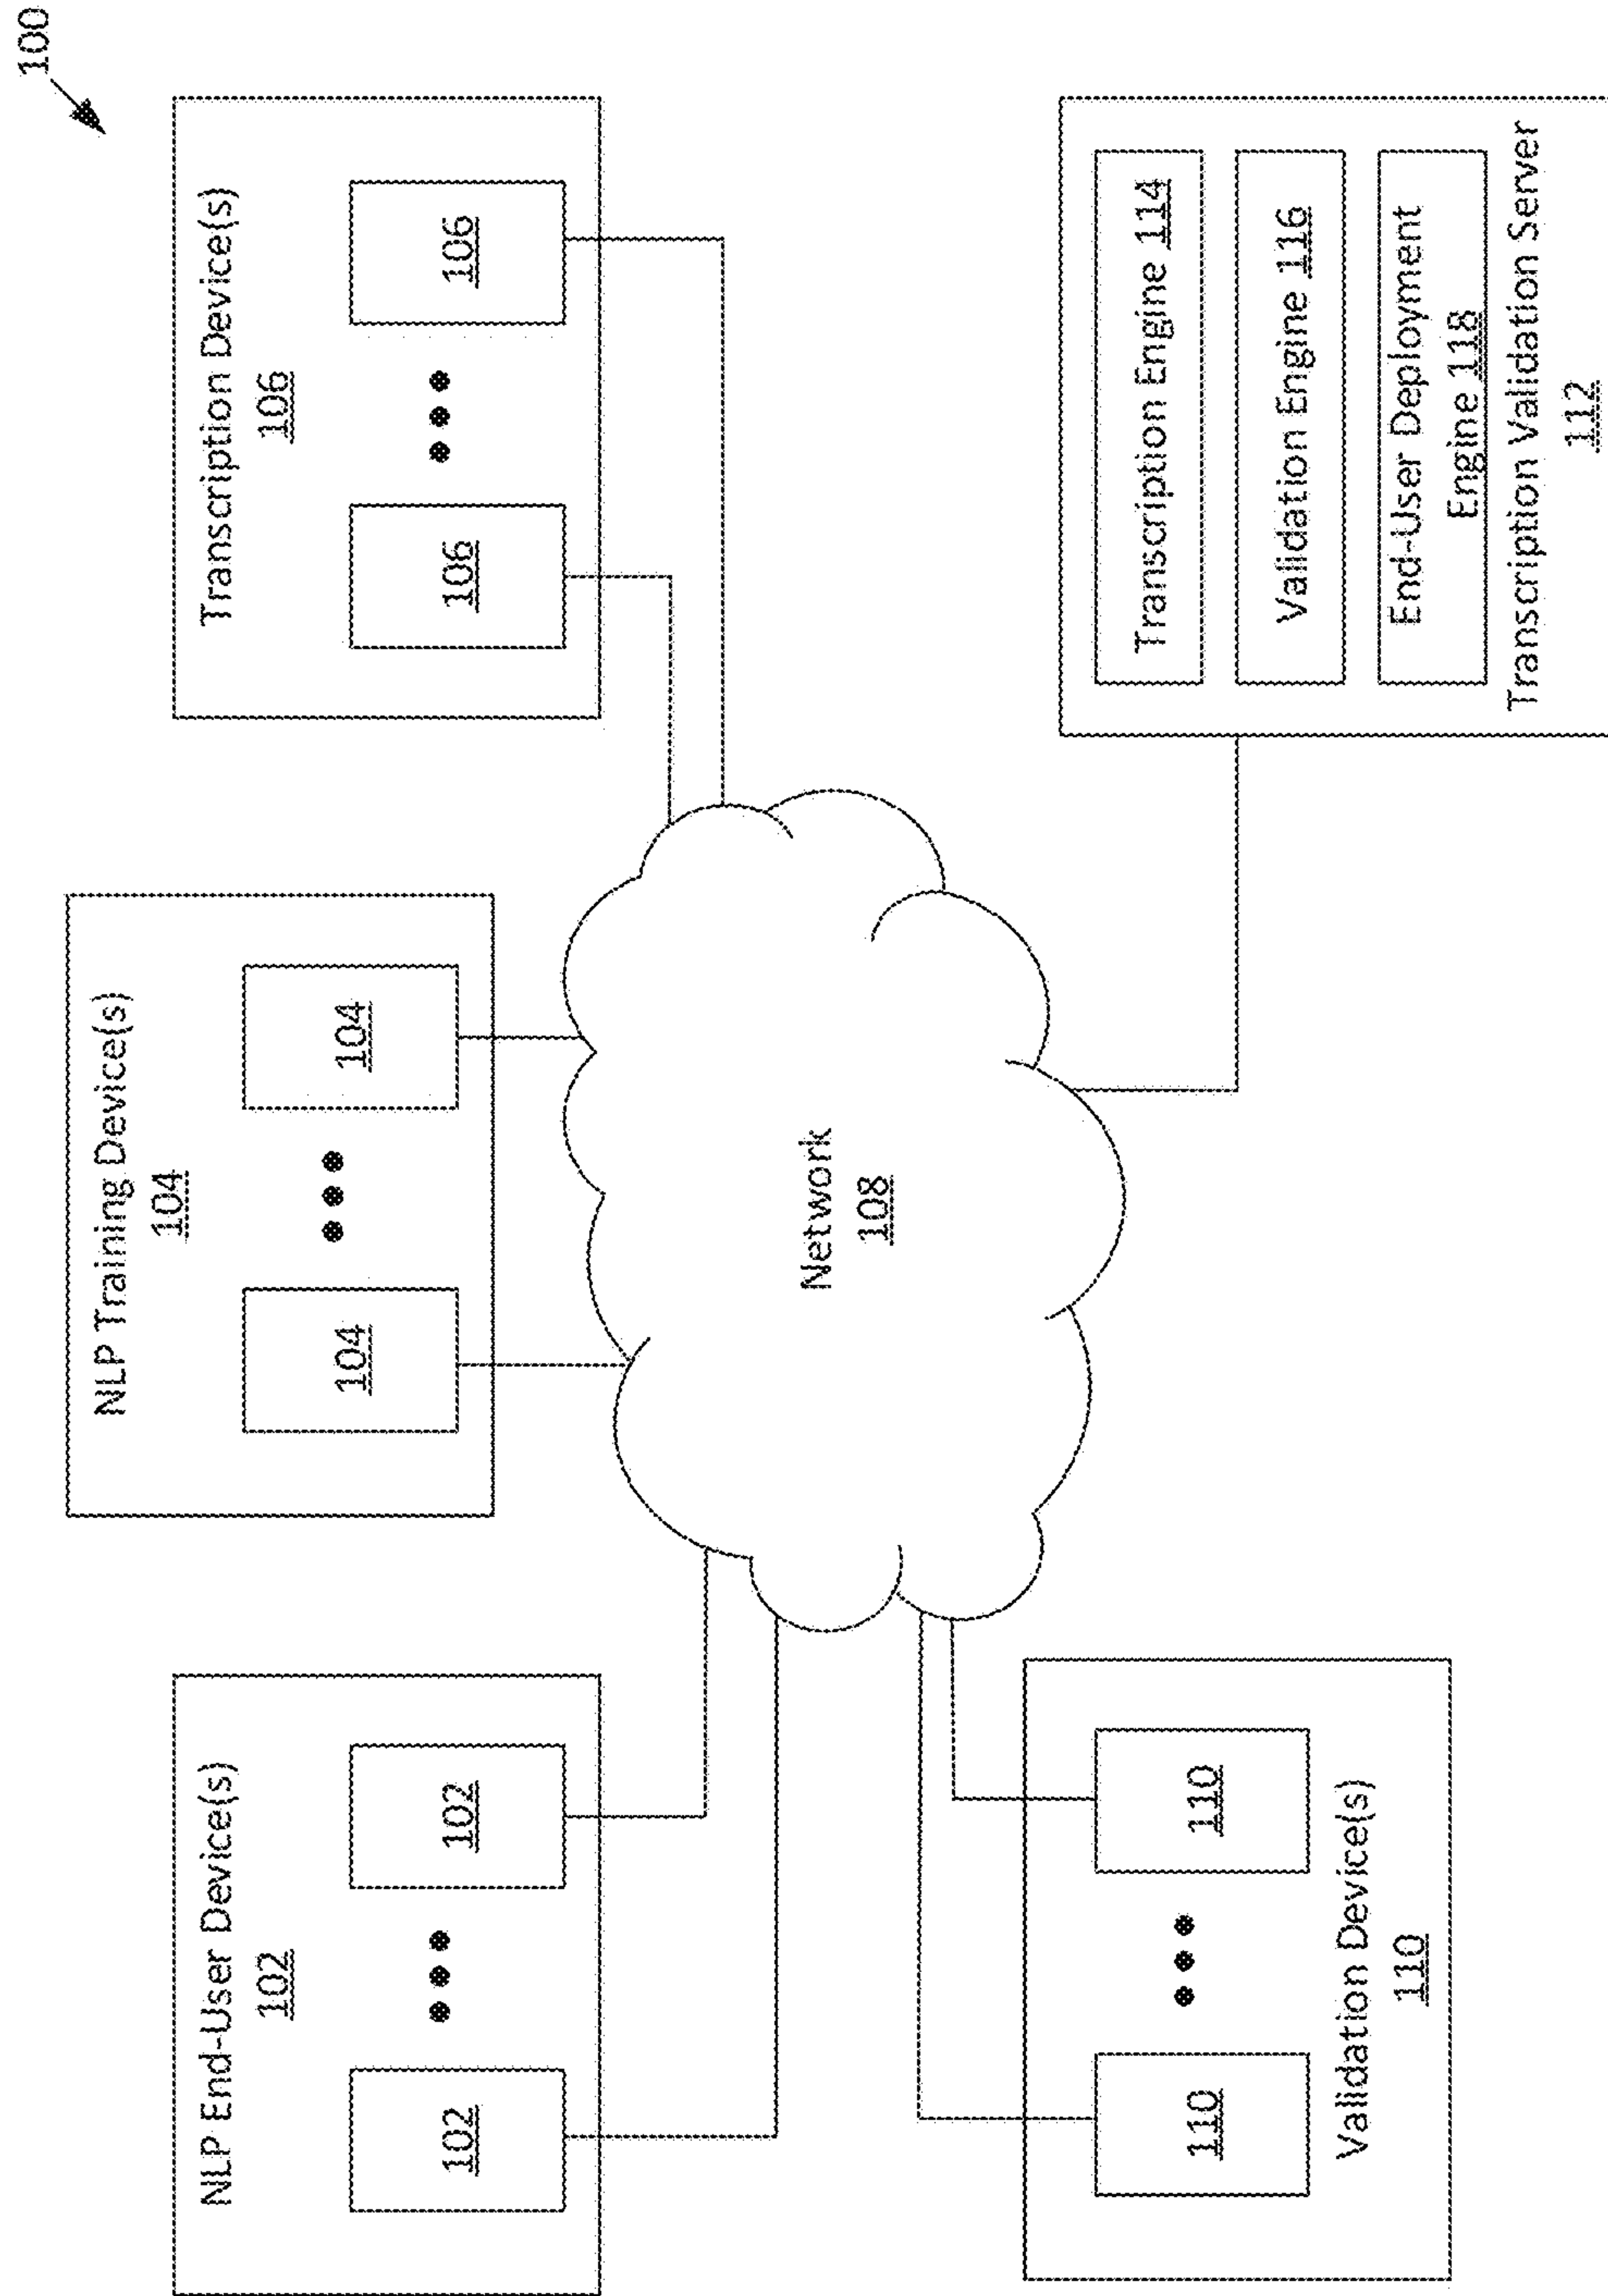 100
NLP End-User Device(s)
102
102
102
NLP Training Device(s)
104
104
104
Transcription Device(s)
106
106
106
Network
108
110
110
Validation Device(s)
110
Transcription Engine 114
Validation Engine 116
End-User Deployment
Engine 118
Transcription Validation Server
112